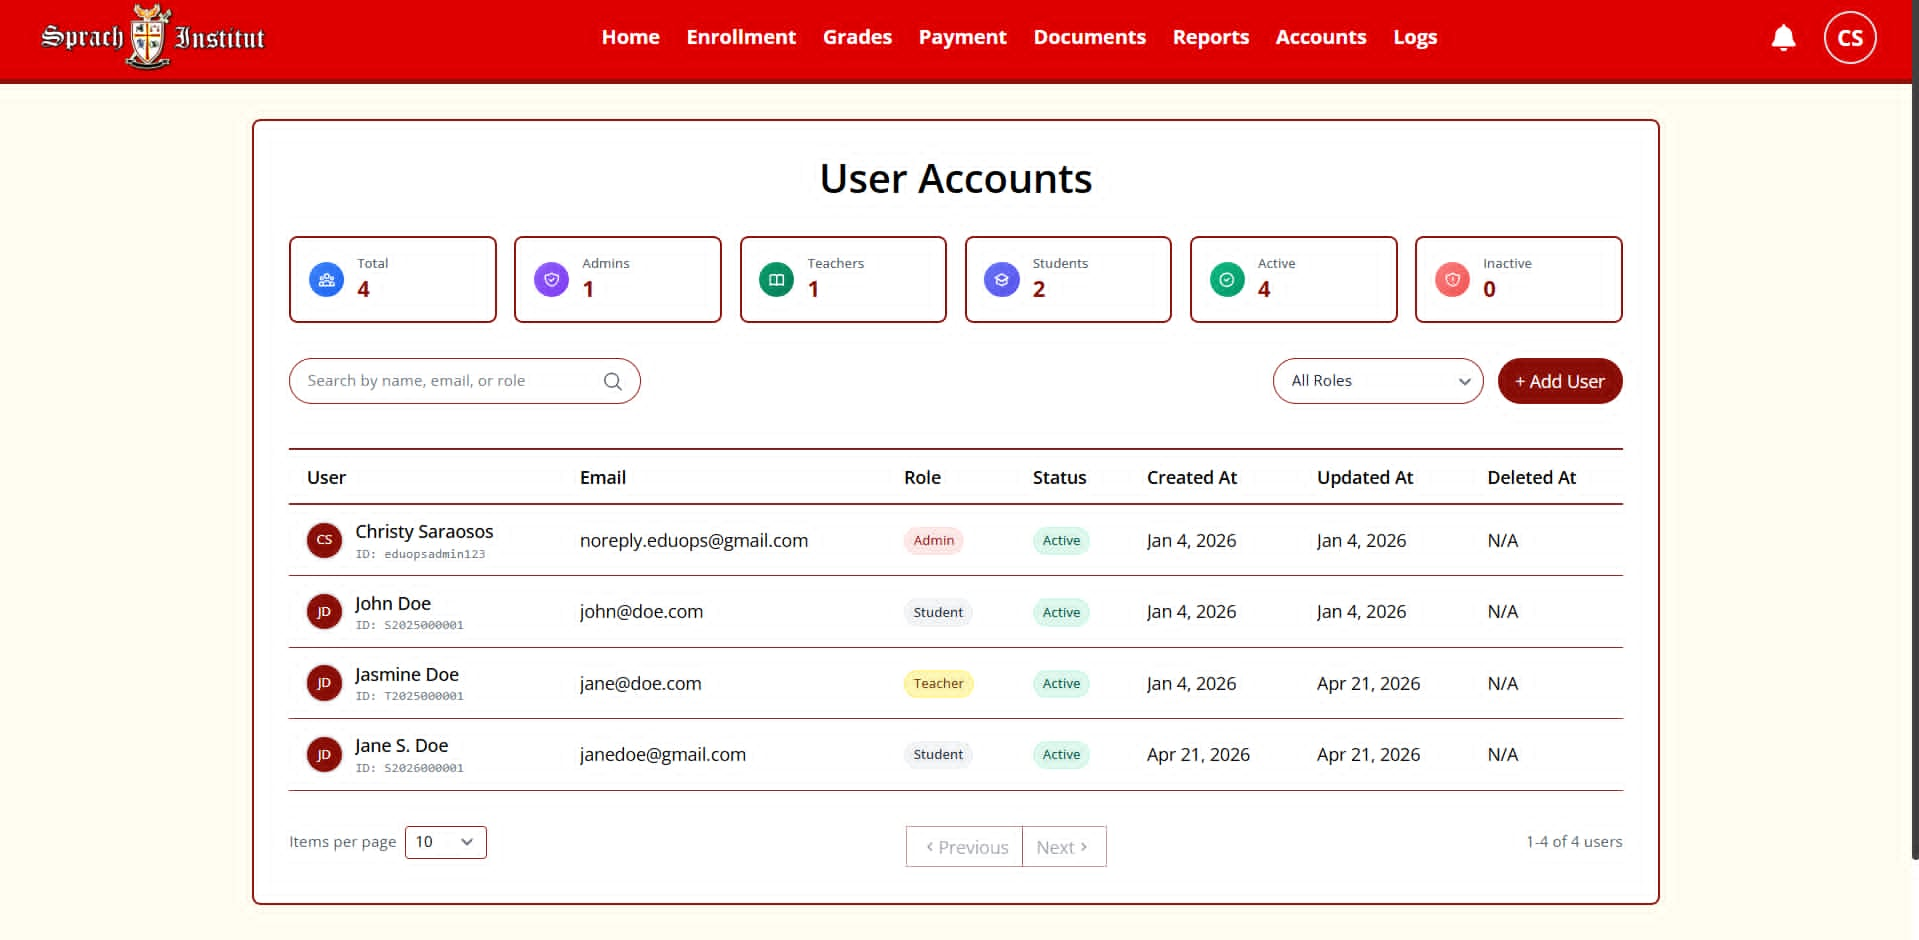 Sprach Institut
Home Enrollment Grades Payment Documents Reports Accounts Logs
CS
User Accounts
Total
4
Admins
1
Teachers
1
Students
2
Active
4
Inactive
0
Search by name, email, or role
All Roles
+ Add User
User Email Role Status Created At Updated At Deleted At
CS Christy Saraosos noreply.eduops@gmail.com Admin Active Jan 4, 2026 Jan 4, 2026 N/A
ID: eduopsadmin123
JD John Doe john@doe.com Student Active Jan 4, 2026 Jan 4, 2026 N/A
ID: S2025000001
JD Jasmine Doe jane@doe.com Teacher Active Jan 4, 2026 Apr 21, 2026 N/A
ID: T2025000001
JD Jane S. Doe janedoe@gmail.com Student Active Apr 21, 2026 Apr 21, 2026 N/A
ID: S2026000001
Items per page 10
‹ Previous Next ›
1-4 of 4 users